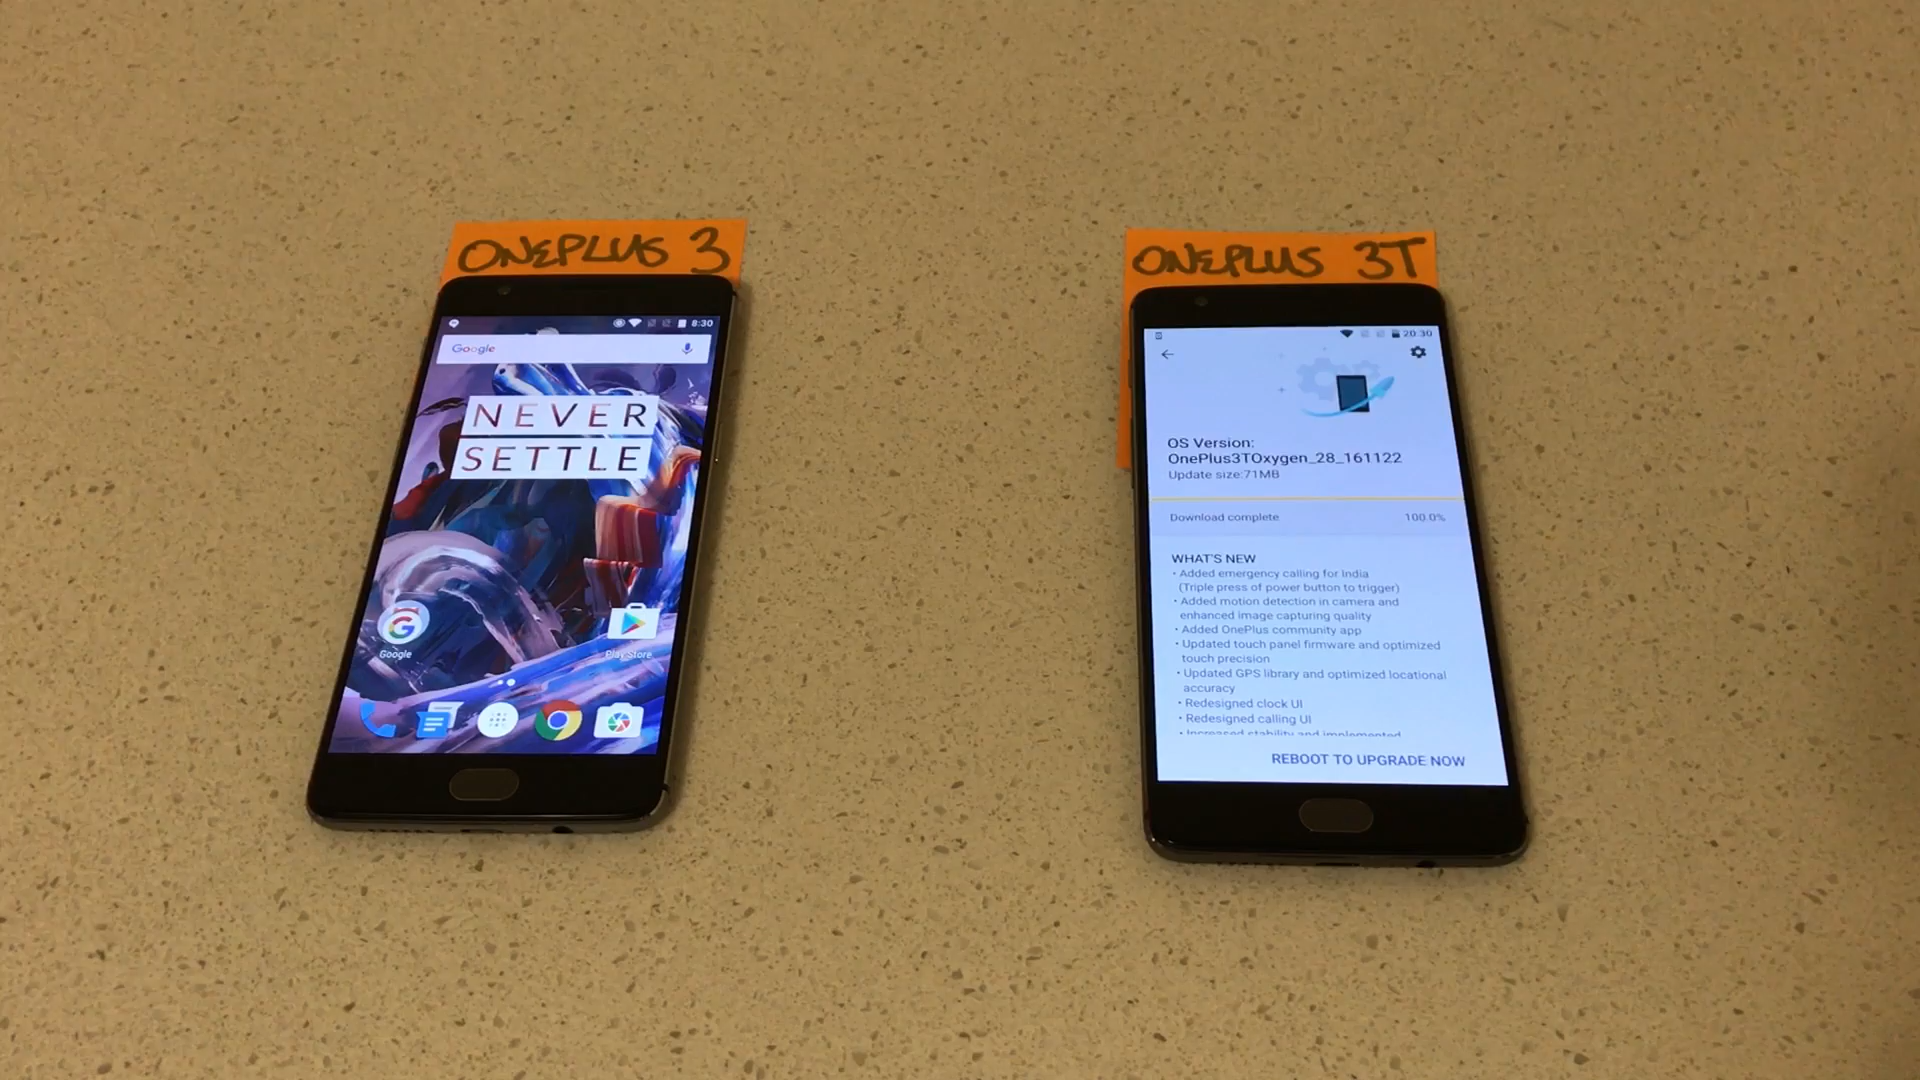 ONEPLUS 3
8:30
Google
NEVER
SETTLE
Google
Play Store
ONEPLUS 3T
20:30
OS Version:
OnePlus3TOxygen_28_161122
Update size:71MB
Download complete 100.0%
WHAT'S NEW
• Added emergency calling for India
(Triple press of power button to trigger)
• Added motion detection in camera and
enhanced image capturing quality
• Added OnePlus community app
• Updated touch panel firmware and optimized
touch precision
• Updated GPS library and optimized locational
accuracy
• Redesigned clock UI
• Redesigned calling UI
• Increased stability and implemented
REBOOT TO UPGRADE NOW